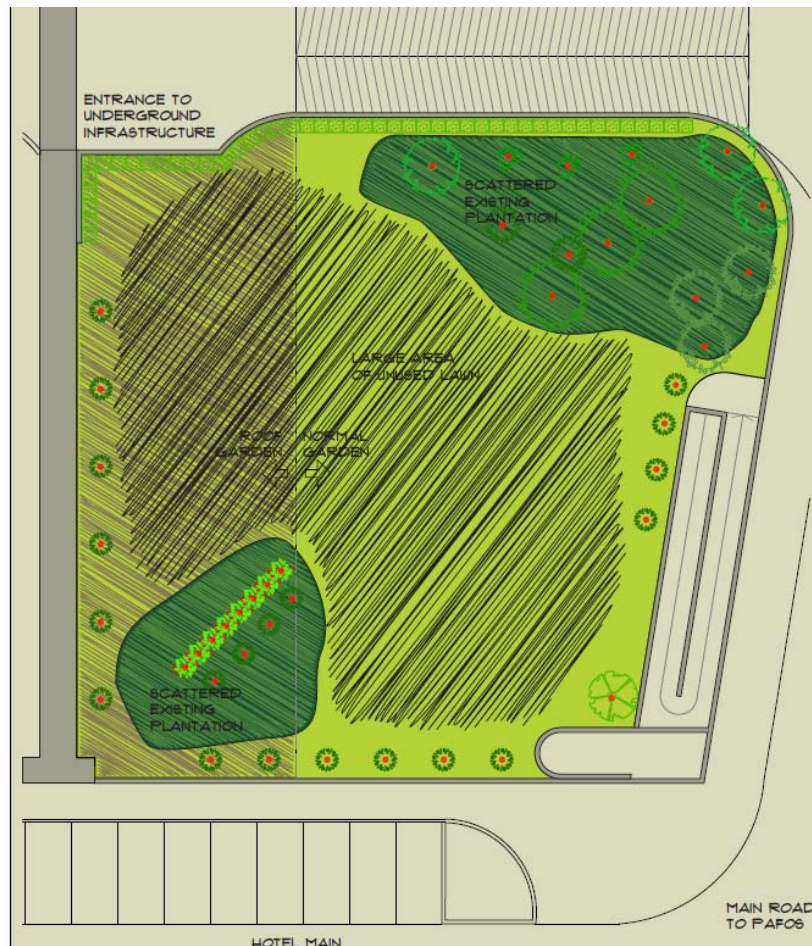 ENTRANCE TO
UNDERGROUND
INFRASTRUCTURE
SCATTERED
EXISTING
PLANTATION
LARGE AREA
OF UNUSED LAWN
ROOF
GARDEN
NORMAL
GARDEN
SCATTERED
EXISTING
PLANTATION
MAIN ROAD
TO PAFOS
HOTEL MAIN